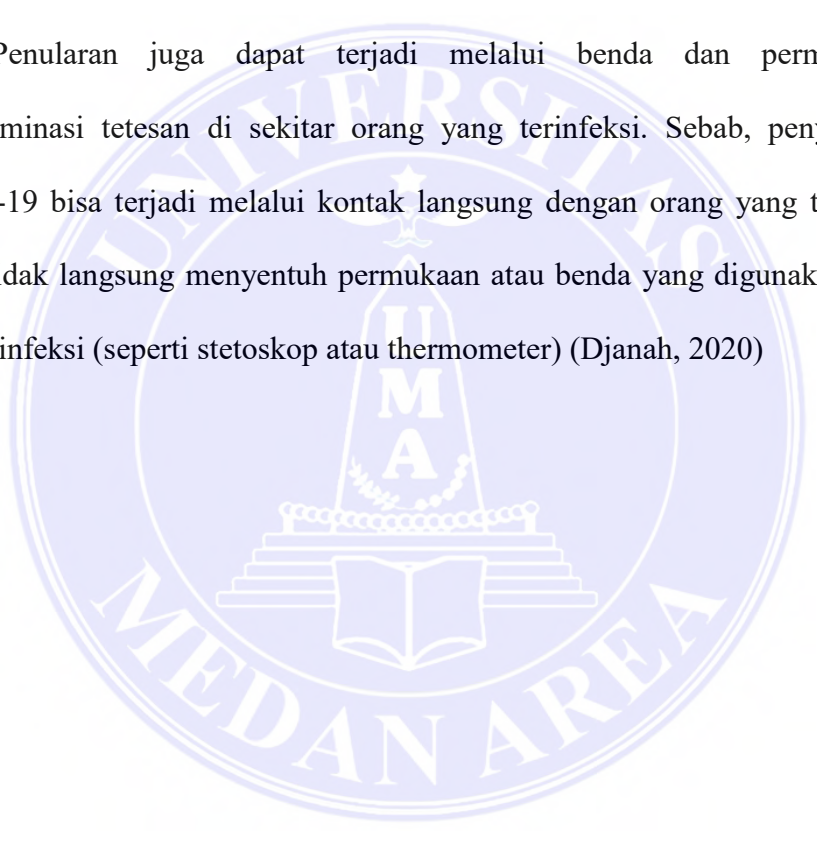 Penularan juga dapat terjadi melalui benda dan perm
minasi tetesan di sekitar orang yang terinfeksi. Sebab, peny
-19 bisa terjadi melalui kontak langsung dengan orang yang t
dak langsung menyentuh permukaan atau benda yang digunak
infeksi (seperti stetoskop atau thermometer) (Djanah, 2020)
UNIVERSITAS
U
M
A
MEDAN AREA